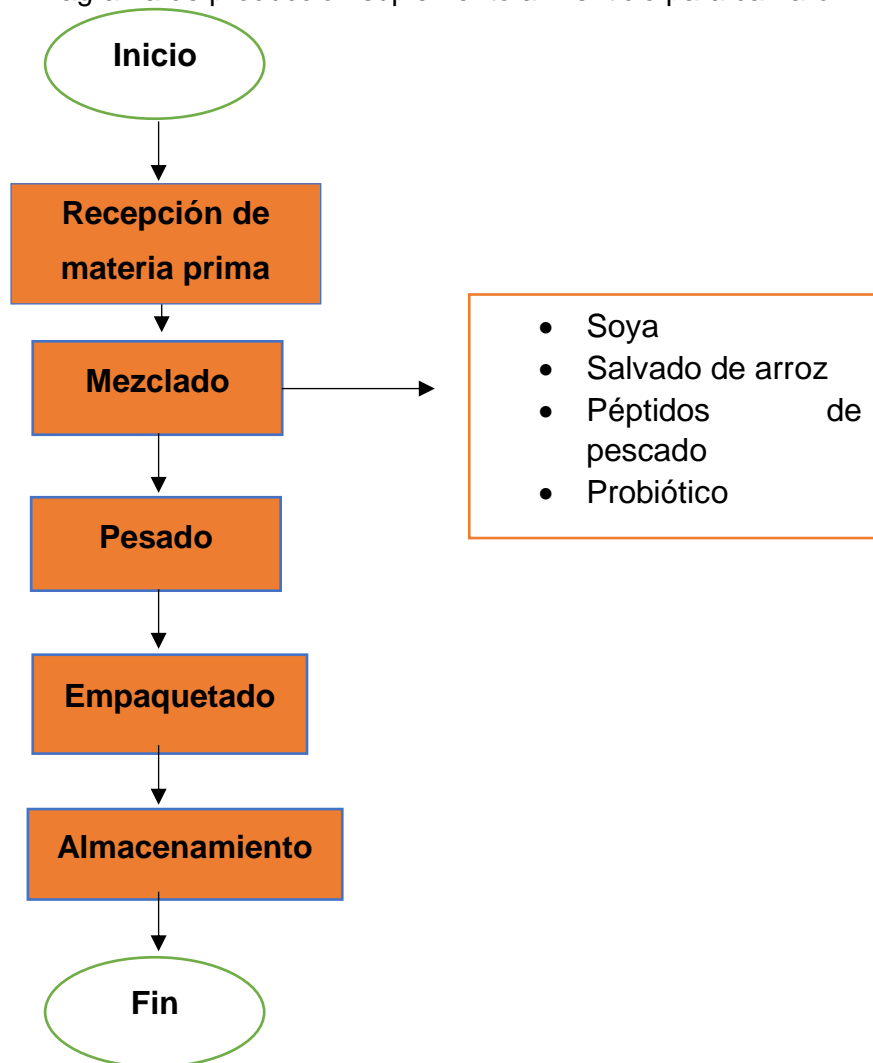 Inicio
Recepción de
materia prima
Mezclado
• Soya
• Salvado de arroz
• Péptidos de
pescado
• Probiótico
Pesado
Empaquetado
Almacenamiento
Fin